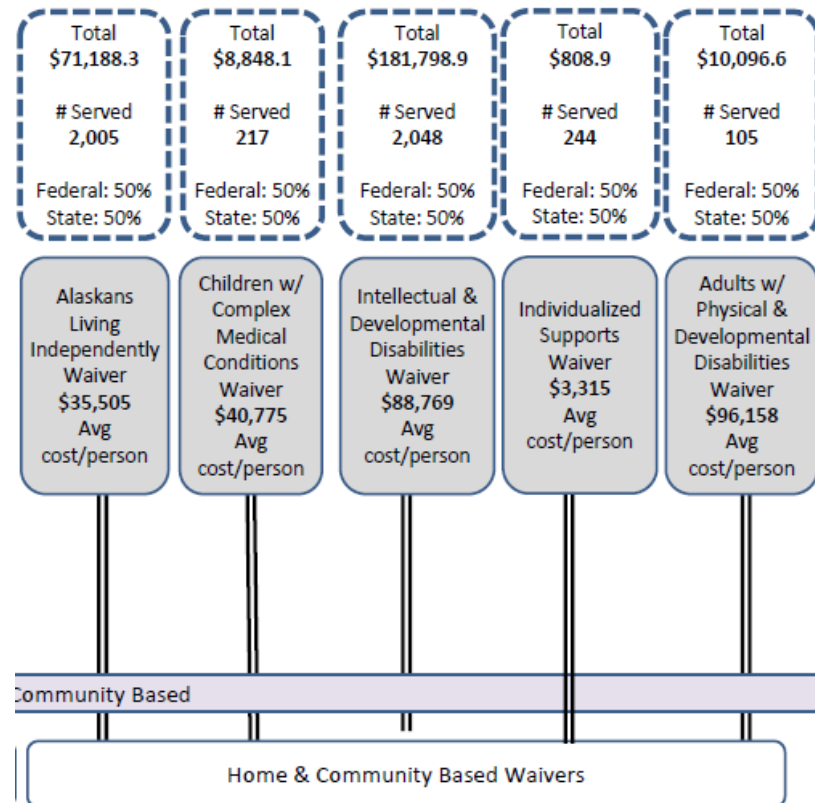 Total
$71,188.3
# Served
2,005
Federal: 50%
State: 50%
Total
$8,848.1
# Served
217
Federal: 50%
State: 50%
Total
$181,798.9
# Served
2,048
Federal: 50%
State: 50%
Total
$808.9
# Served
244
Federal: 50%
State: 50%
Total
$10,096.6
# Served
105
Federal: 50%
State: 50%
Alaskans
Living
Independently
Waiver
$35,505
Avg
cost/person
Children w/
Complex
Medical
Conditions
Waiver
$40,775
Avg
cost/person
Intellectual &
Developmental
Disabilities
Waiver
$88,769
Avg
cost/person
Individualized
Supports
Waiver
$3,315
Avg
cost/person
Adults w/
Physical &
Developmental
Disabilities
Waiver
$96,158
Avg
cost/person
Community Based
Home & Community Based Waivers